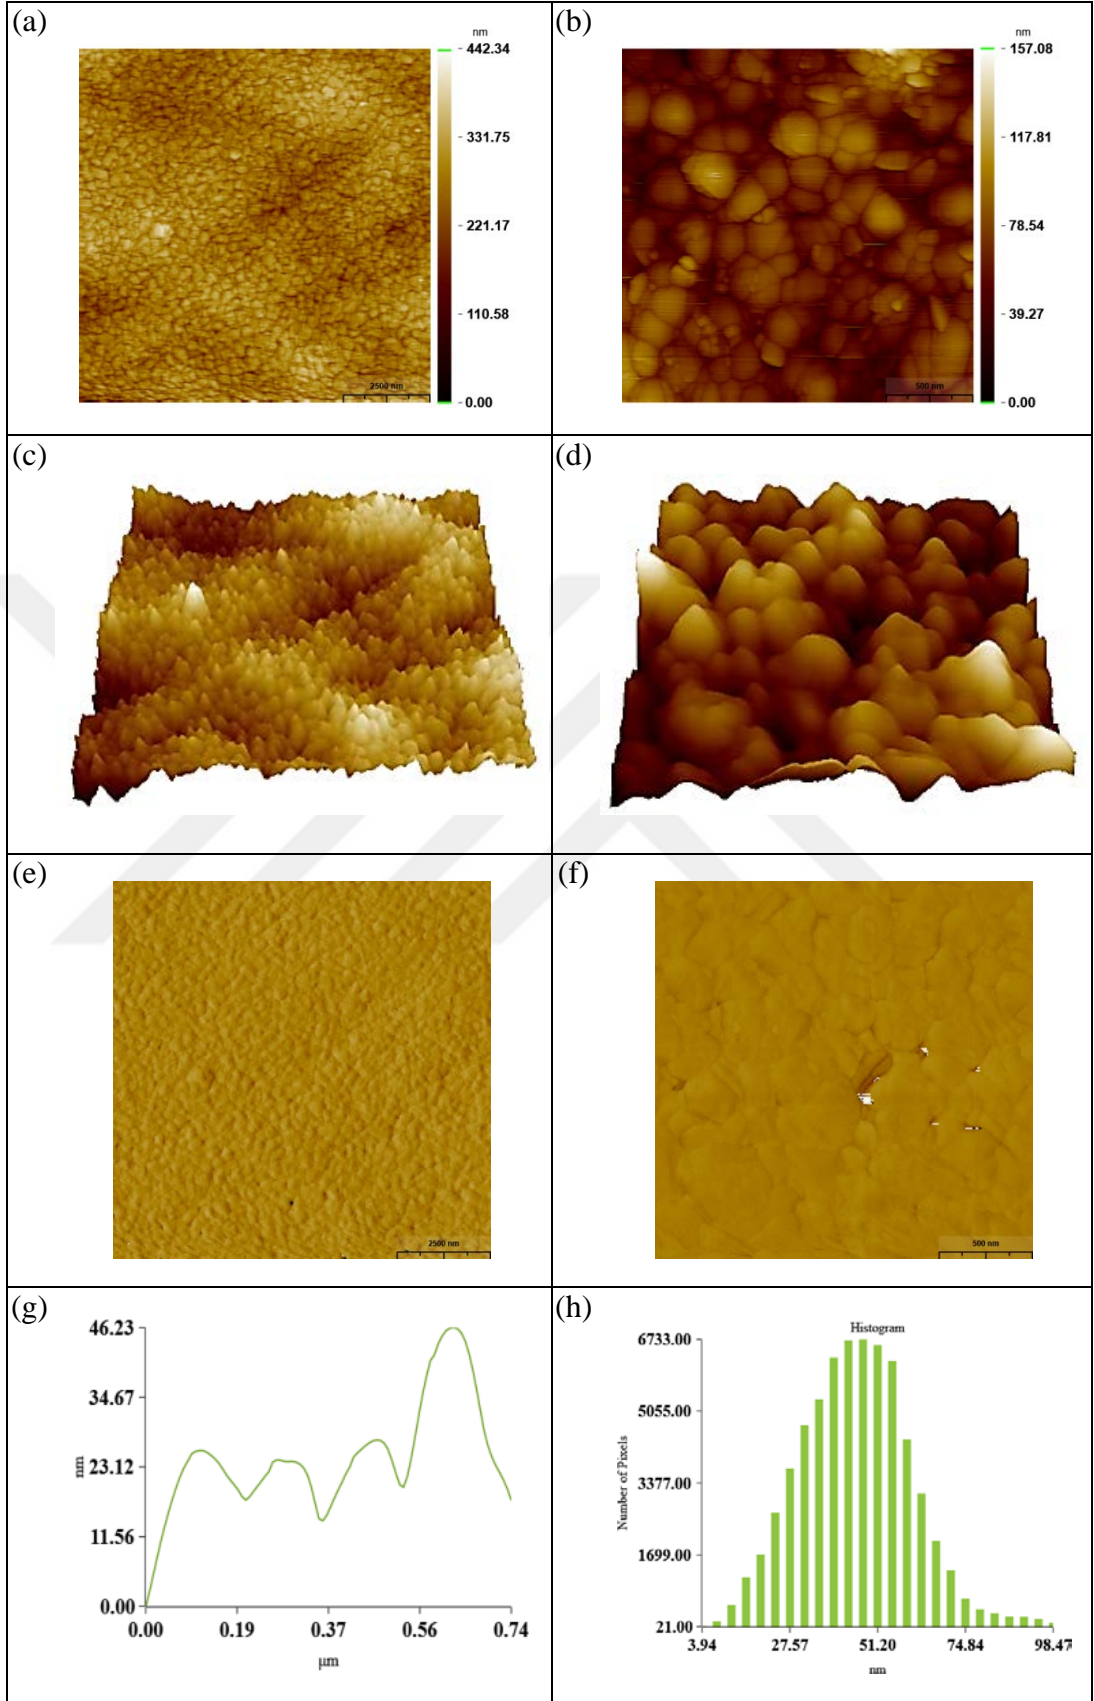 (a)
nm
442.34
331.75
221.17
110.58
0.00
2500 nm
(b)
nm
157.08
117.81
78.54
39.27
0.00
500 nm
(c)
(d)
(e)
2500 nm
(f)
500 nm
(g)
46.23
34.67
23.12
11.56
0.00
nm
0.00 0.19 0.37 0.56 0.74
µm
(h)
Histogram
6733.00
5055.00
3377.00
1699.00
21.00
Number of Pixels
3.94 27.57 51.20 74.84 98.47
nm